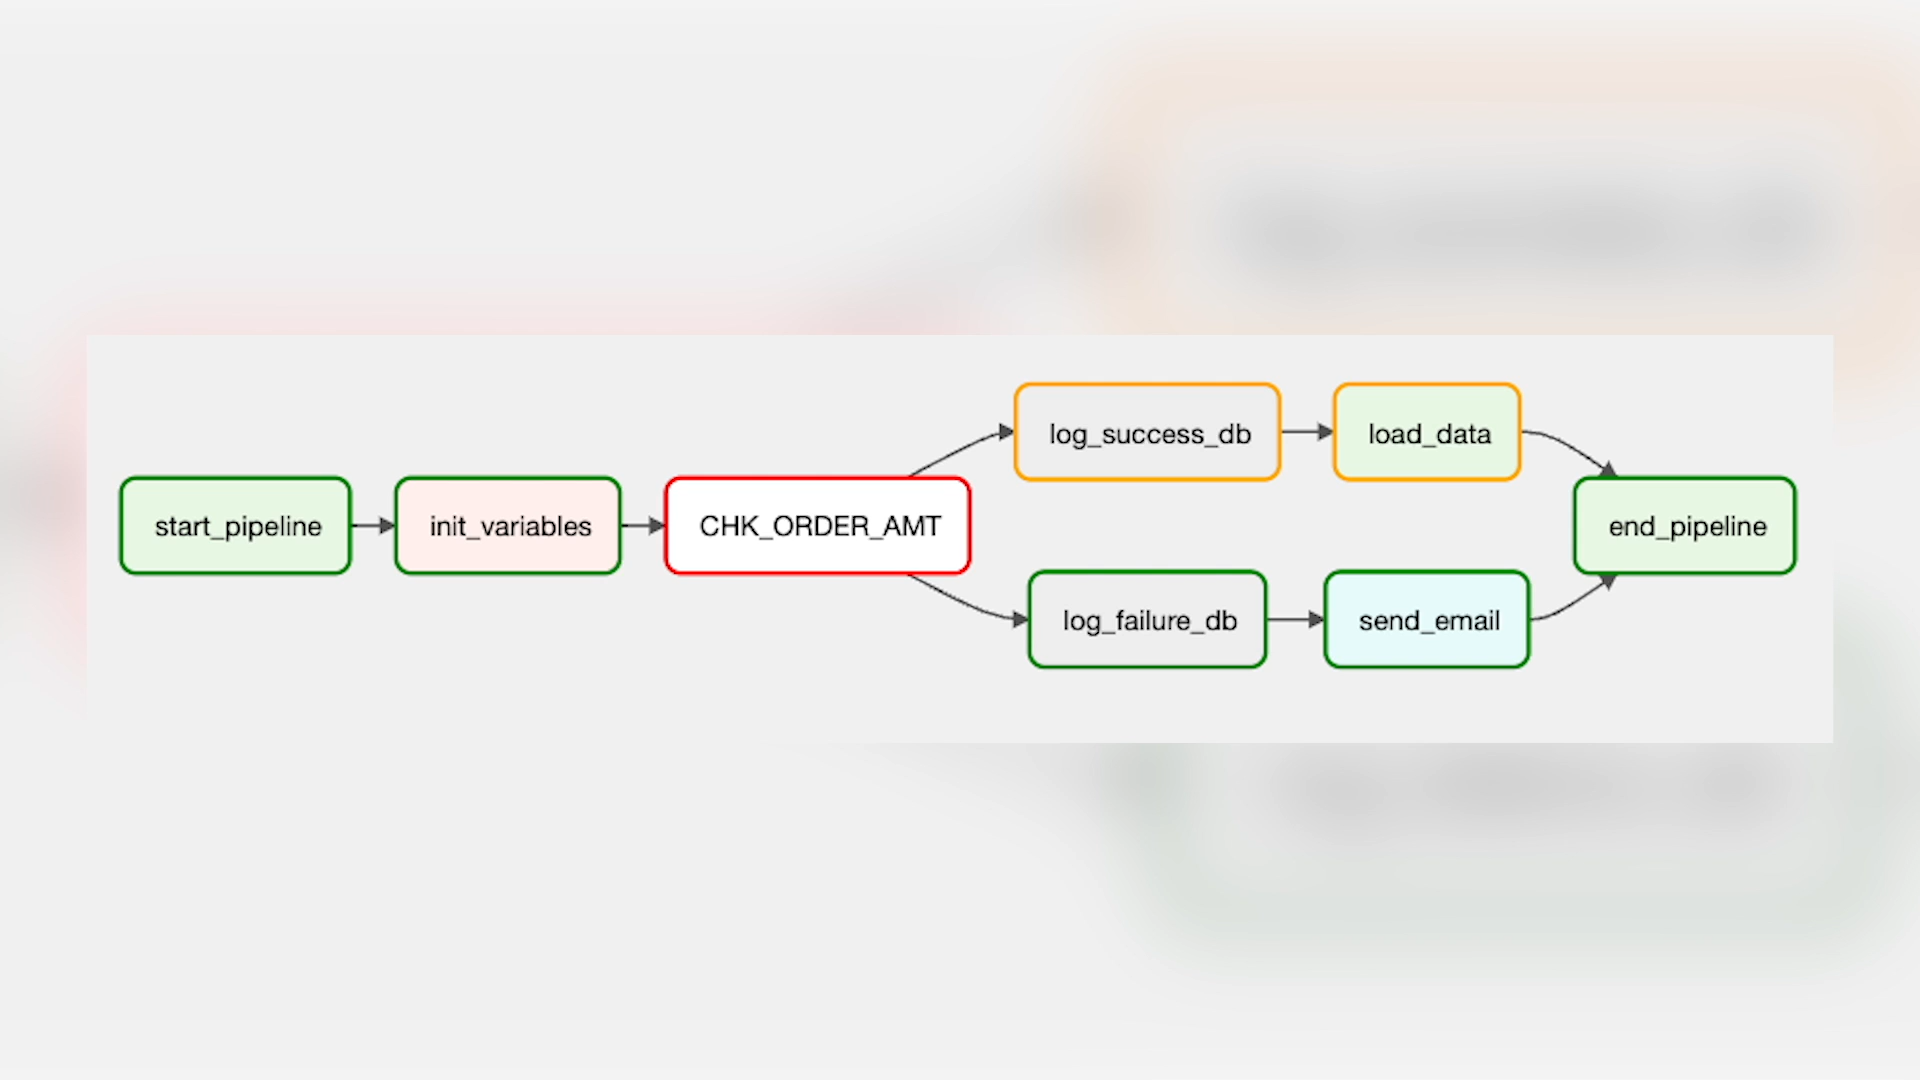 start_pipeline
init_variables
CHK_ORDER_AMT
log_success_db
load_data
log_failure_db
send_email
end_pipeline